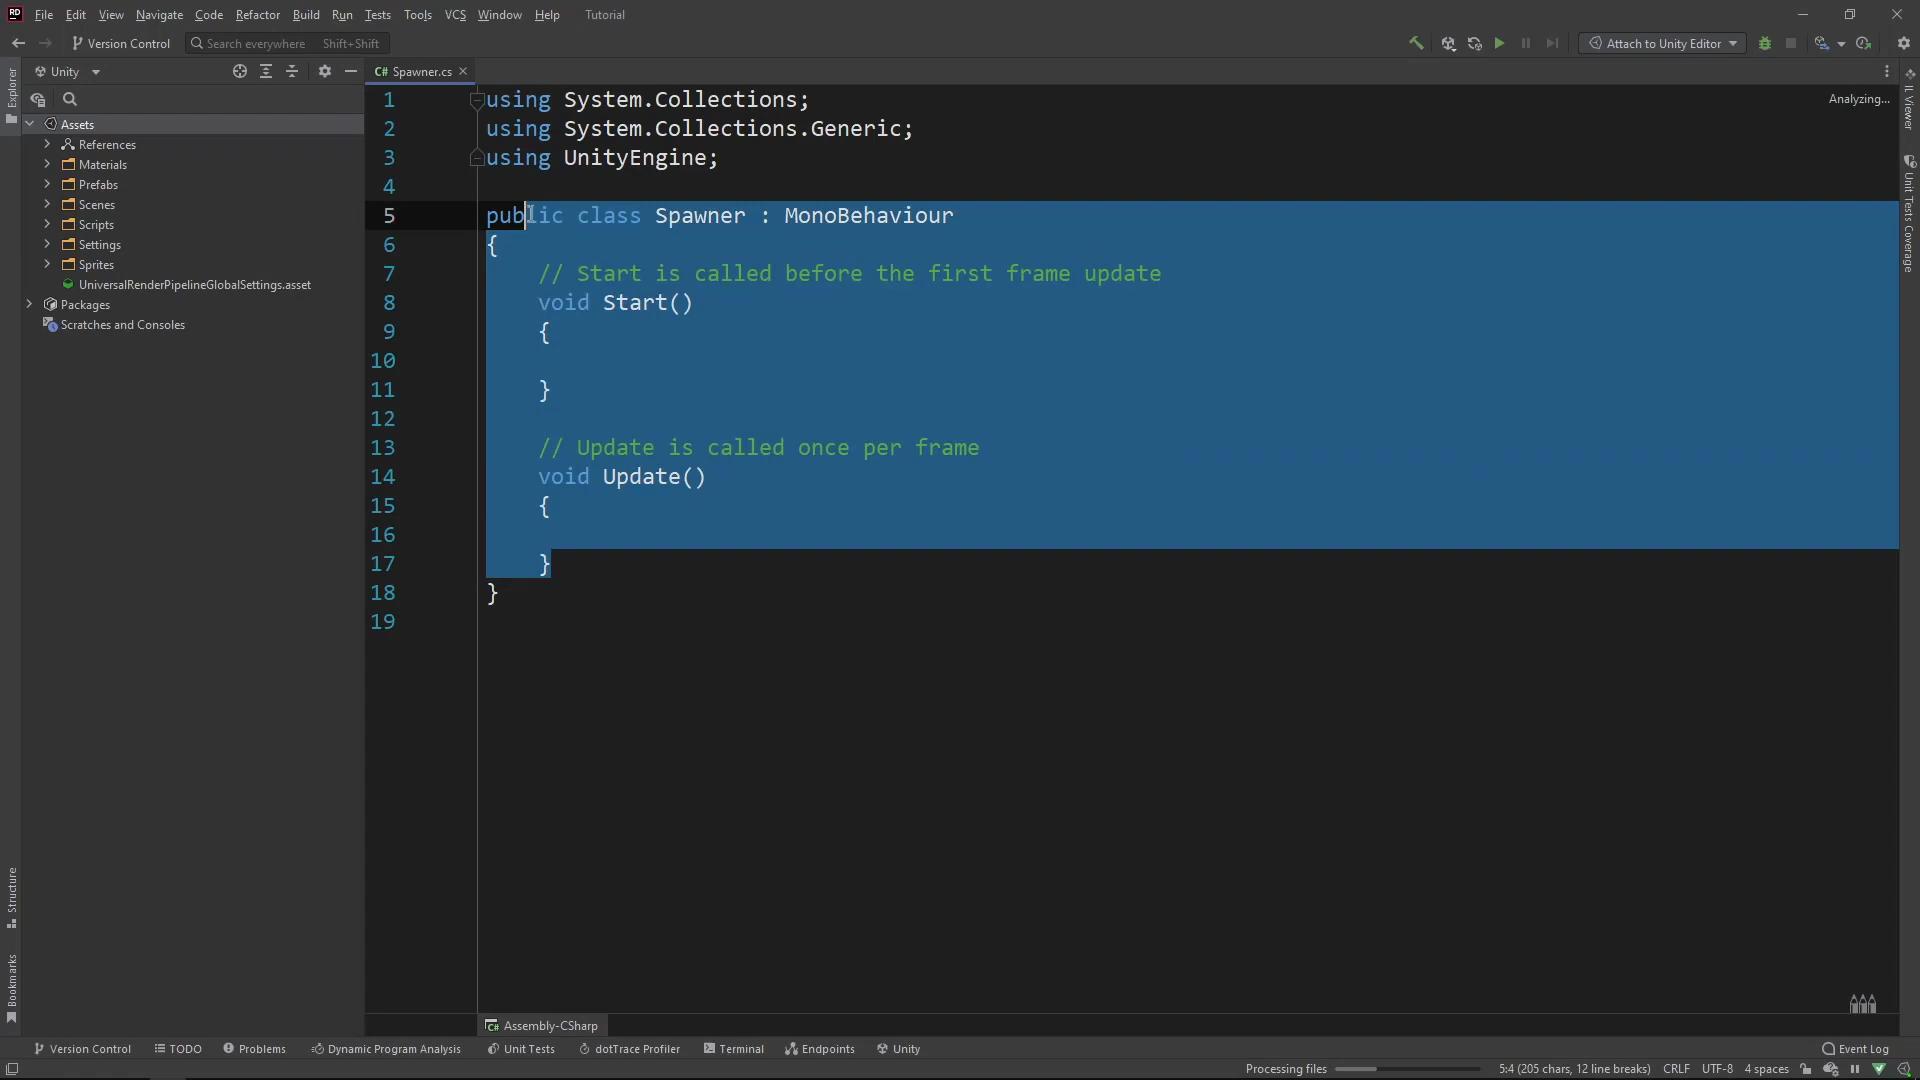 RD File Edit View Navigate Code Refactor Build Run Tests Tools VCS Window Help Tutorial
Version Control Search everywhere Shift+Shift Attach to Unity Editor
Unity
C# Spawner.cs
Analyzing...
Explorer
Assets
References
Materials
Prefabs
Scenes
Scripts
Settings
Sprites
UniversalRenderPipelineGlobalSettings.asset
Packages
Scratches and Consoles
1 using System.Collections;
2 using System.Collections.Generic;
3 using UnityEngine;
4
5 public class Spawner : MonoBehaviour
6 {
7 // Start is called before the first frame update
8 void Start()
9 {
10
11 }
12
13 // Update is called once per frame
14 void Update()
15 {
16
17 }
18 }
19
IL Viewer
Unit Tests Coverage
Structure
Bookmarks
C# Assembly-CSharp
Version Control TODO Problems Dynamic Program Analysis Unit Tests dotTrace Profiler Terminal Endpoints Unity Event Log
Processing files 5:4 (205 chars, 12 line breaks) CRLF UTF-8 4 spaces